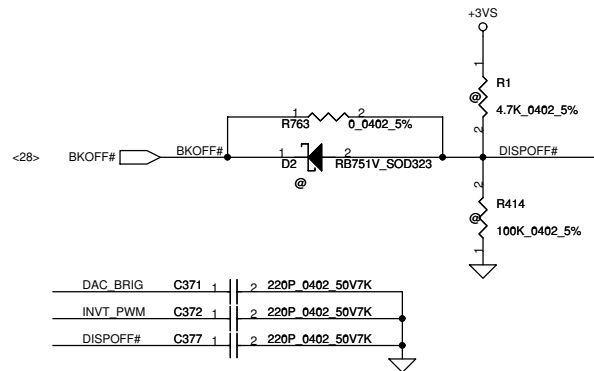 +3VS
1
R1
@
4.7K_0402_5%
2
1 2
R763 0_0402_5%
<28> BKOFF# BKOFF# 1 2 DISPOFF#
D2 RB751V_SOD323
@
2
R414
@
100K_0402_5%
1
DAC_BRIG C371 1 2 220P_0402_50V7K
INVT_PWM C372 1 2 220P_0402_50V7K
DISPOFF# C377 1 2 220P_0402_50V7K